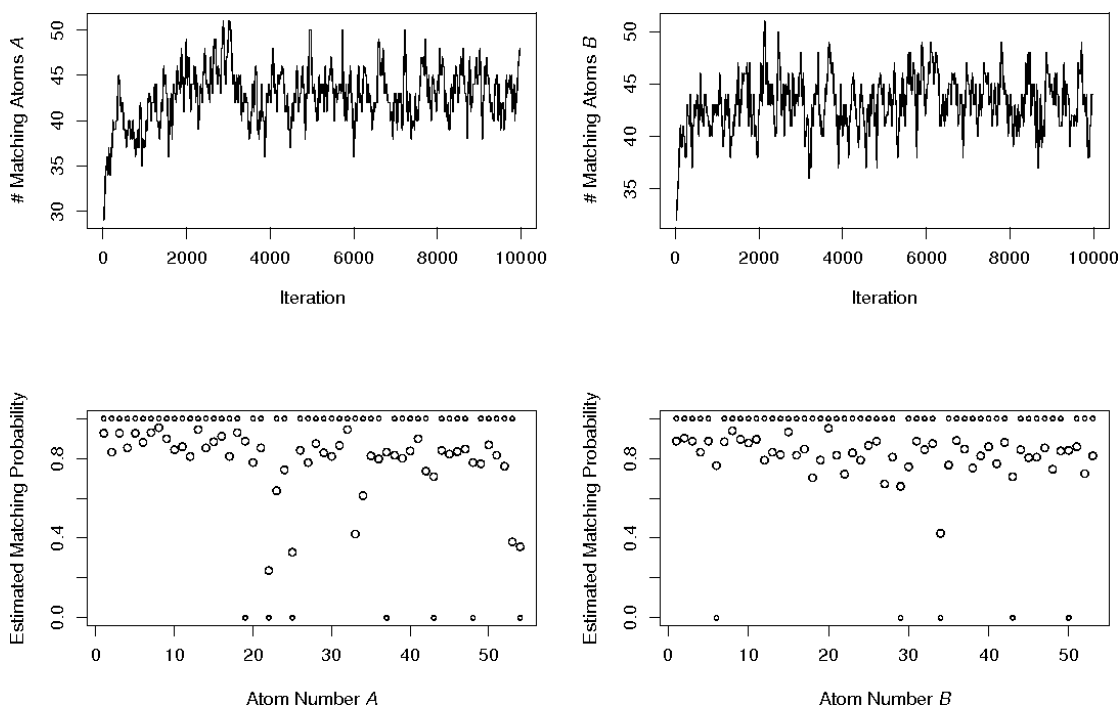 # Matching Atoms A
50
45
40
35
30
0 2000 4000 6000 8000 10000
Iteration
# Matching Atoms B
50
45
40
35
0 2000 4000 6000 8000 10000
Iteration
Estimated Matching Probability
0.8
0.4
0.0
0 10 20 30 40 50
Atom Number A
Estimated Matching Probability
0.8
0.4
0.0
0 10 20 30 40 50
Atom Number B